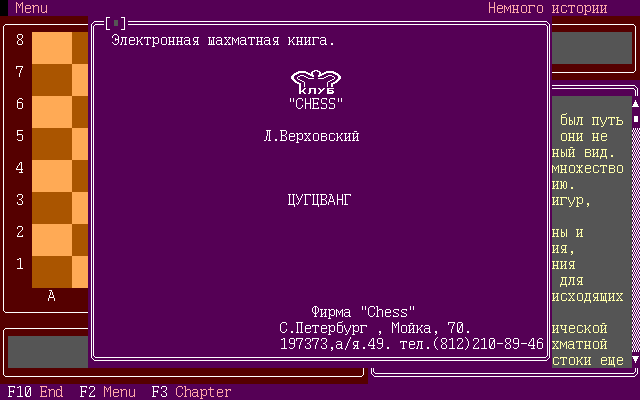 Menu Немного истории
Электронная шахматная книга.
КЛУБ
"CHESS"
Л.Верховский
ЦУГЦВАНГ
Фирма "Chess"
С.Петербург , Мойка, 70.
197373,а/я.49. тел.(812)210-89-46
8
7
6
5
4
3
2
1
A
был путь
они не
ный вид.
множество
ию.
игур,
ны и
ия,
ния
для
исходящих
ической
хматной
стоки еще
F10 End F2 Menu F3 Chapter